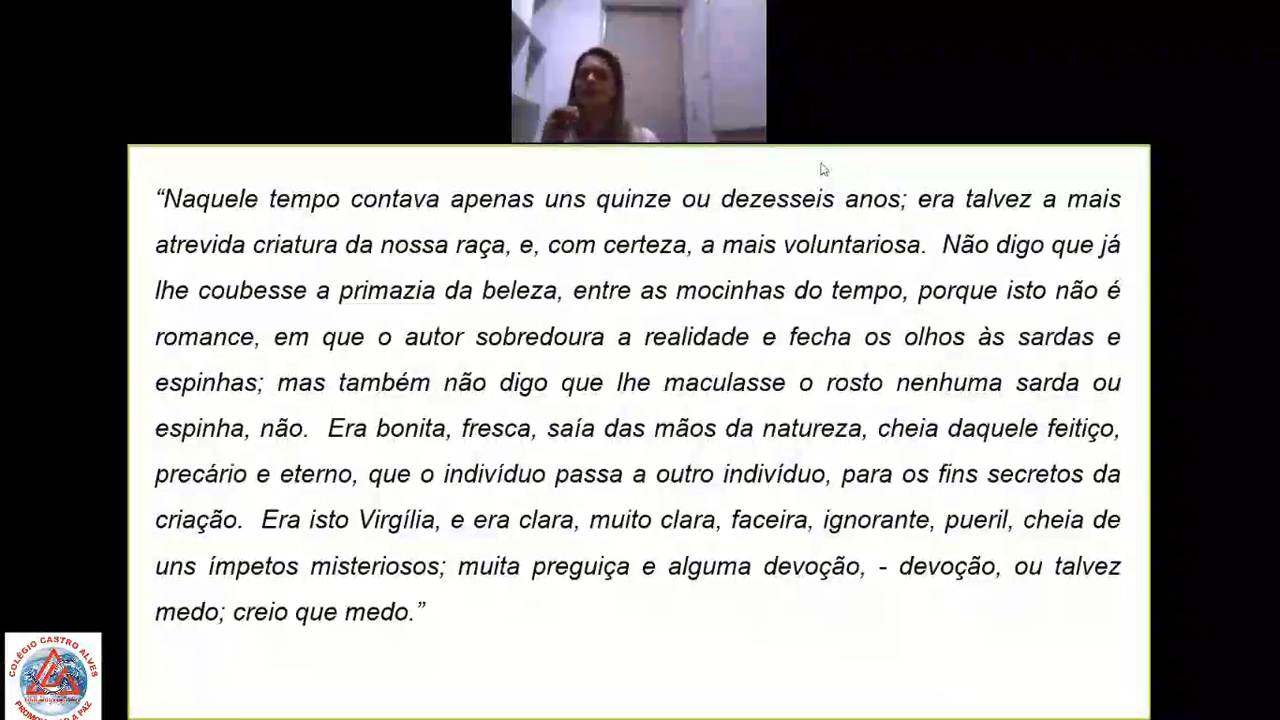 “Naquele tempo contava apenas uns quinze ou dezesseis anos; era talvez a mais
atrevida criatura da nossa raça, e, com certeza, a mais voluntariosa.  Não digo que já
lhe coubesse a primazia da beleza, entre as mocinhas do tempo, porque isto não é
romance, em que o autor sobredoura a realidade e fecha os olhos às sardas e
espinhas; mas também não digo que lhe maculasse o rosto nenhuma sarda ou
espinha, não.  Era bonita, fresca, saía das mãos da natureza, cheia daquele feitiço,
precário e eterno, que o indivíduo passa a outro indivíduo, para os fins secretos da
criação.  Era isto Virgília, e era clara, muito clara, faceira, ignorante, pueril, cheia de
uns ímpetos misteriosos; muita preguiça e alguma devoção, - devoção, ou talvez
medo; creio que medo.”
COLÉGIO CASTRO ALVES
A PAZ